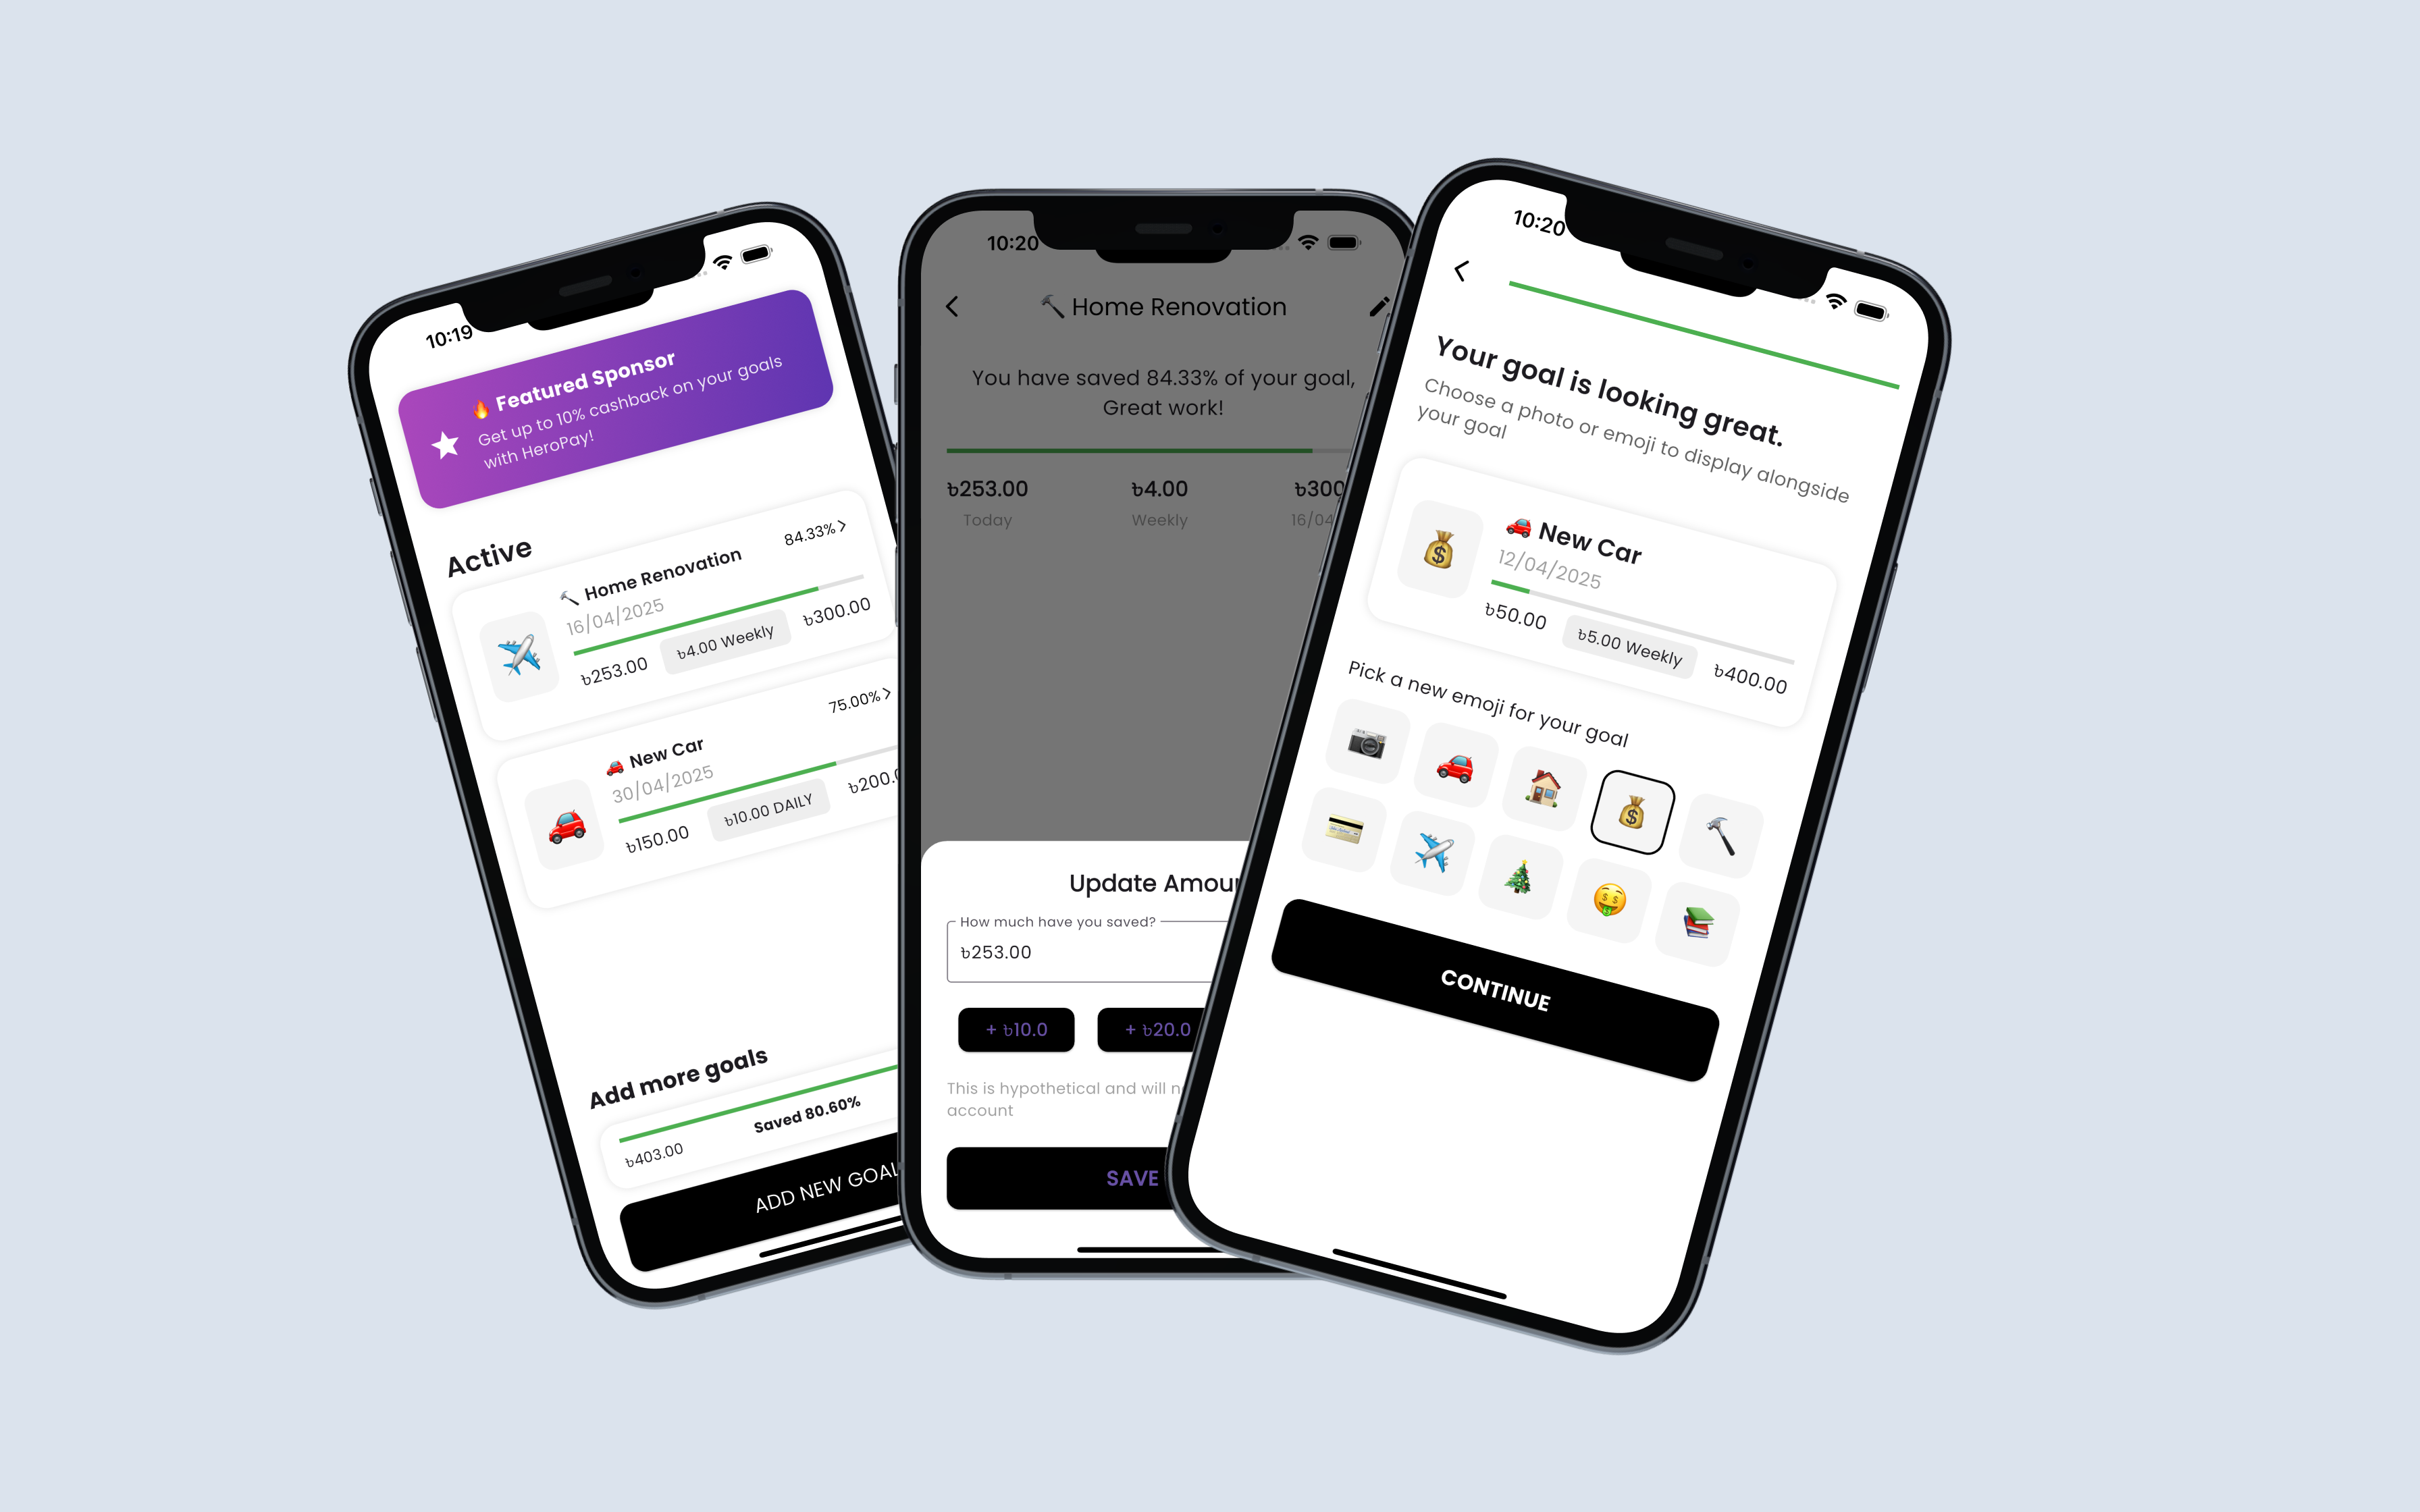 10:19
🔥 Featured Sponsor
Get up to 10% cashback on your goals
with HeroPay!
Active
🔨 Home Renovation
84.33%
16/04/2025
৳253.00
৳4.00 Weekly
৳300.00
🚗 New Car
75.00%
30/04/2025
৳150.00
৳10.00 DAILY
Add more goals
Saved 80.60%
৳403.00
ADD NEW GOAL
10:20
🔨 Home Renovation
You have saved 84.33% of your goal,
Great work!
৳253.00
৳4.00
৳300
Today
Weekly
16/04
Update
How much have you saved?
৳253.00
+ ৳10.0
+ ৳20.0
This is hypothetical and will
account
SAVE
10:20
Your goal is looking great.
Choose a photo or emoji to display alongside
your goal
🚗 New Car
12/04/2025
৳50.00
৳5.00 Weekly
৳400.00
Pick a new emoji for your goal
CONTINUE